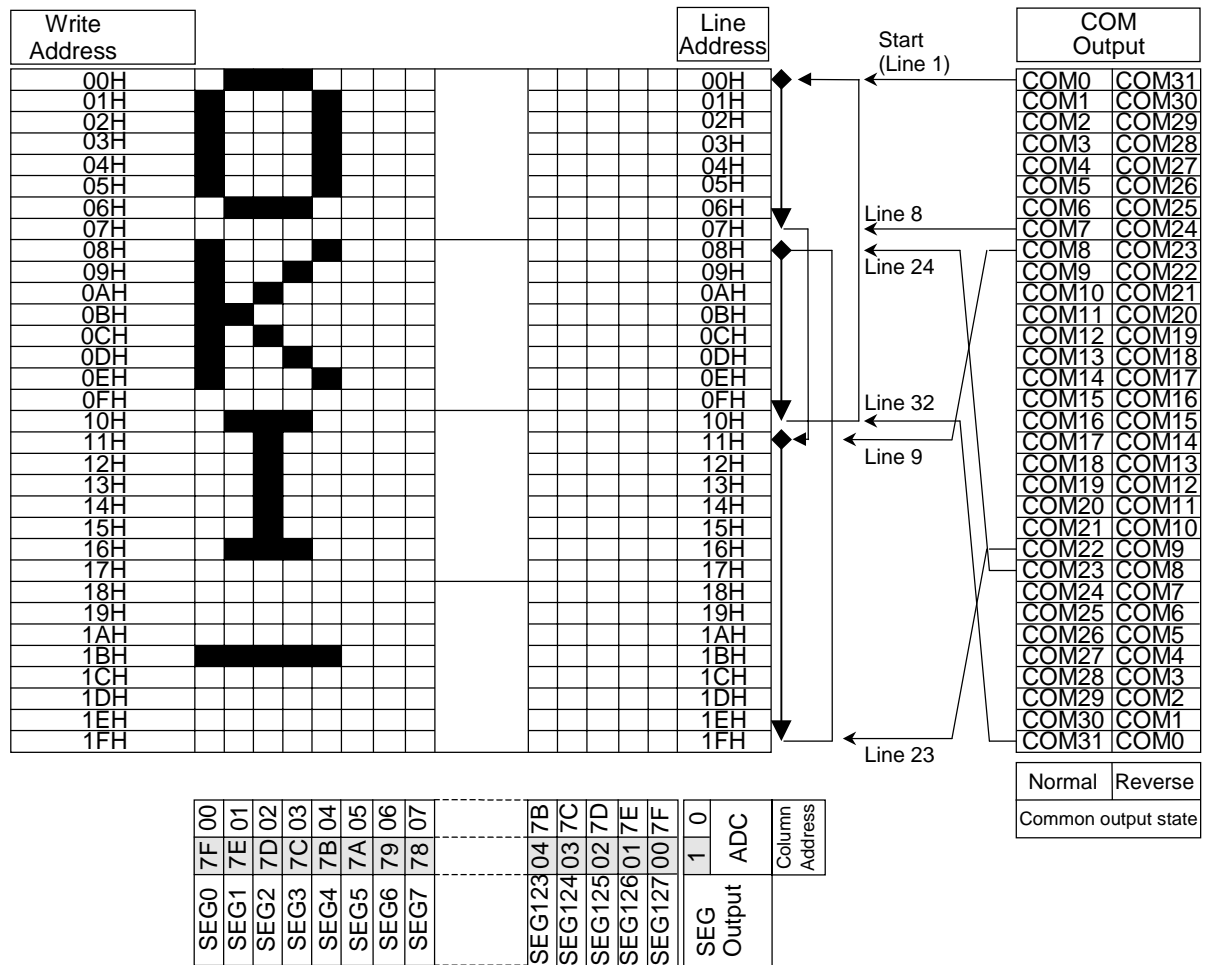 Write Address
Line Address
COM Output
Start (Line 1)
00H 00H COM0 COM31
01H 01H COM1 COM30
02H 02H COM2 COM29
03H 03H COM3 COM28
04H 04H COM4 COM27
05H 05H COM5 COM26
06H 06H COM6 COM25
Line 8
07H 07H COM7 COM24
08H 08H COM8 COM23
Line 24
09H 09H COM9 COM22
0AH 0AH COM10 COM21
0BH 0BH COM11 COM20
0CH 0CH COM12 COM19
0DH 0DH COM13 COM18
0EH 0EH COM14 COM17
0FH 0FH COM15 COM16
Line 32
10H 10H COM16 COM15
11H 11H COM17 COM14
Line 9
12H 12H COM18 COM13
13H 13H COM19 COM12
14H 14H COM20 COM11
15H 15H COM21 COM10
16H 16H COM22 COM9
17H 17H COM23 COM8
18H 18H COM24 COM7
19H 19H COM25 COM6
1AH 1AH COM26 COM5
1BH 1BH COM27 COM4
1CH 1CH COM28 COM3
1DH 1DH COM29 COM2
1EH 1EH COM30 COM1
1FH 1FH COM31 COM0
Line 23
Normal Reverse
Common output state
00 01 02 03 04 05 06 07 7B 7C 7D 7E 7F 0 ADC Column Address
7F 7E 7D 7C 7B 7A 79 78 04 03 02 01 00 1
SEG0 SEG1 SEG2 SEG3 SEG4 SEG5 SEG6 SEG7 SEG123 SEG124 SEG125 SEG126 SEG127 SEG Output